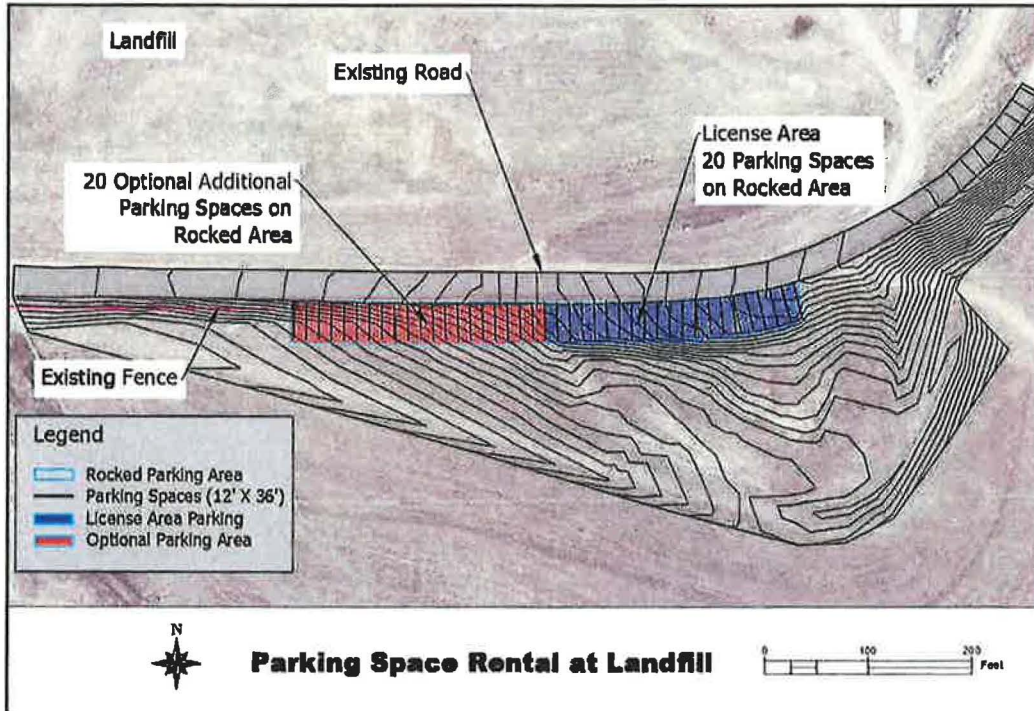 Landfill
Existing Road
License Area
20 Parking Spaces
on Rocked Area
20 Optional Additional
Parking Spaces on
Rocked Area
Existing Fence
Legend
Rocked Parking Area
Parking Spaces (12' X 36')
License Area Parking
Optional Parking Area
N
Parking Space Rental at Landfill
0 100 200
Feet